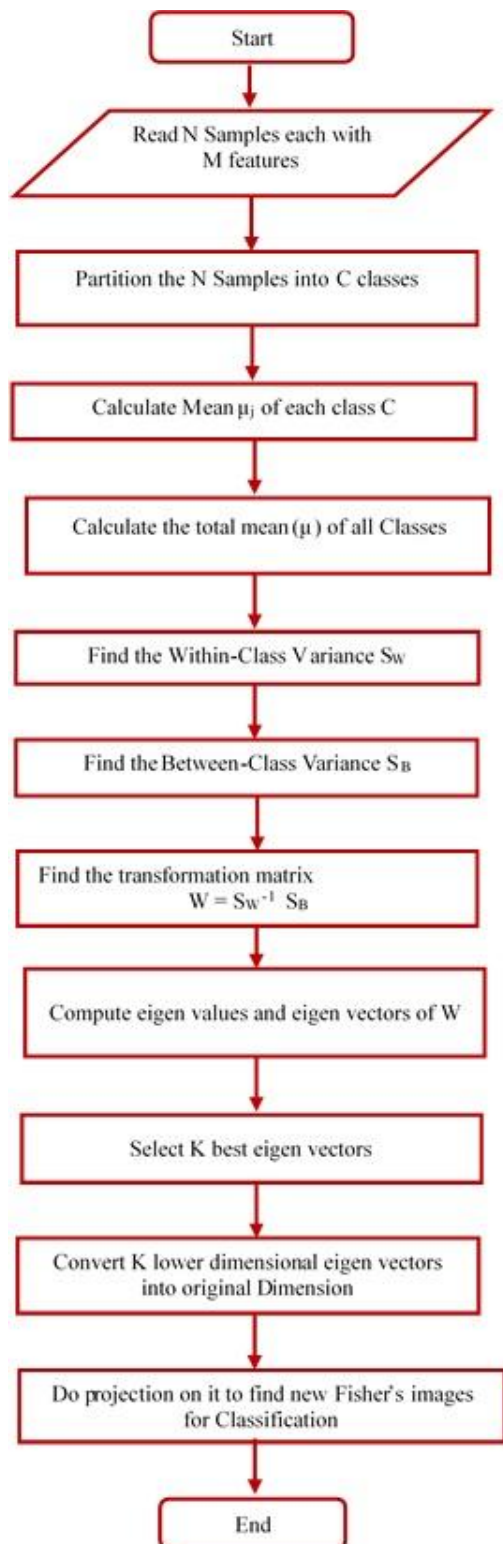 Start
Read N Samples each with
M features
Partition the N Samples into C classes
Calculate Mean μⱼ of each class C
Calculate the total mean (μ) of all Classes
Find the Within-Class Variance Sw
Find the Between-Class Variance SB
Find the transformation matrix
W = Sw⁻¹ SB
Compute eigen values and eigen vectors of W
Select K best eigen vectors
Convert K lower dimensional eigen vectors
into original Dimension
Do projection on it to find new Fisher's images
for Classification
End